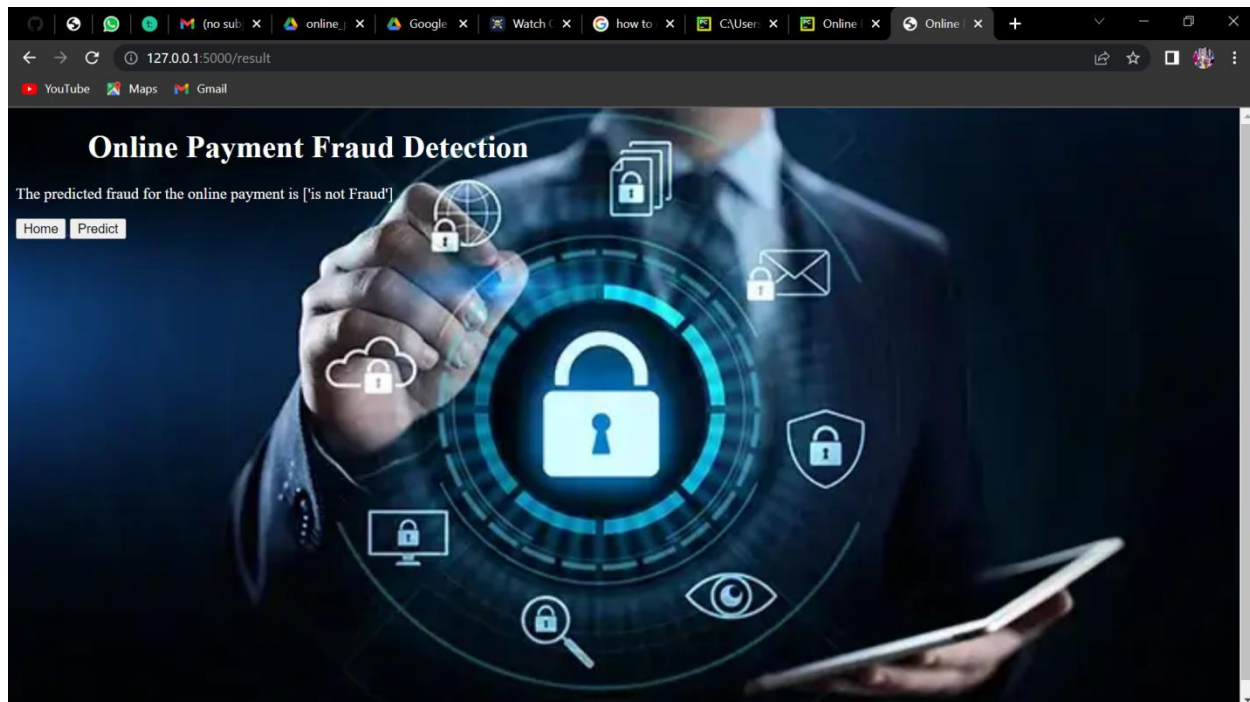 (no sub
online_
Google
Watch
how to
C:\User
Online
Online
127.0.0.1:5000/result
YouTube
Maps
Gmail
Online Payment Fraud Detection
The predicted fraud for the online payment is ['is not Fraud']
Home
Predict